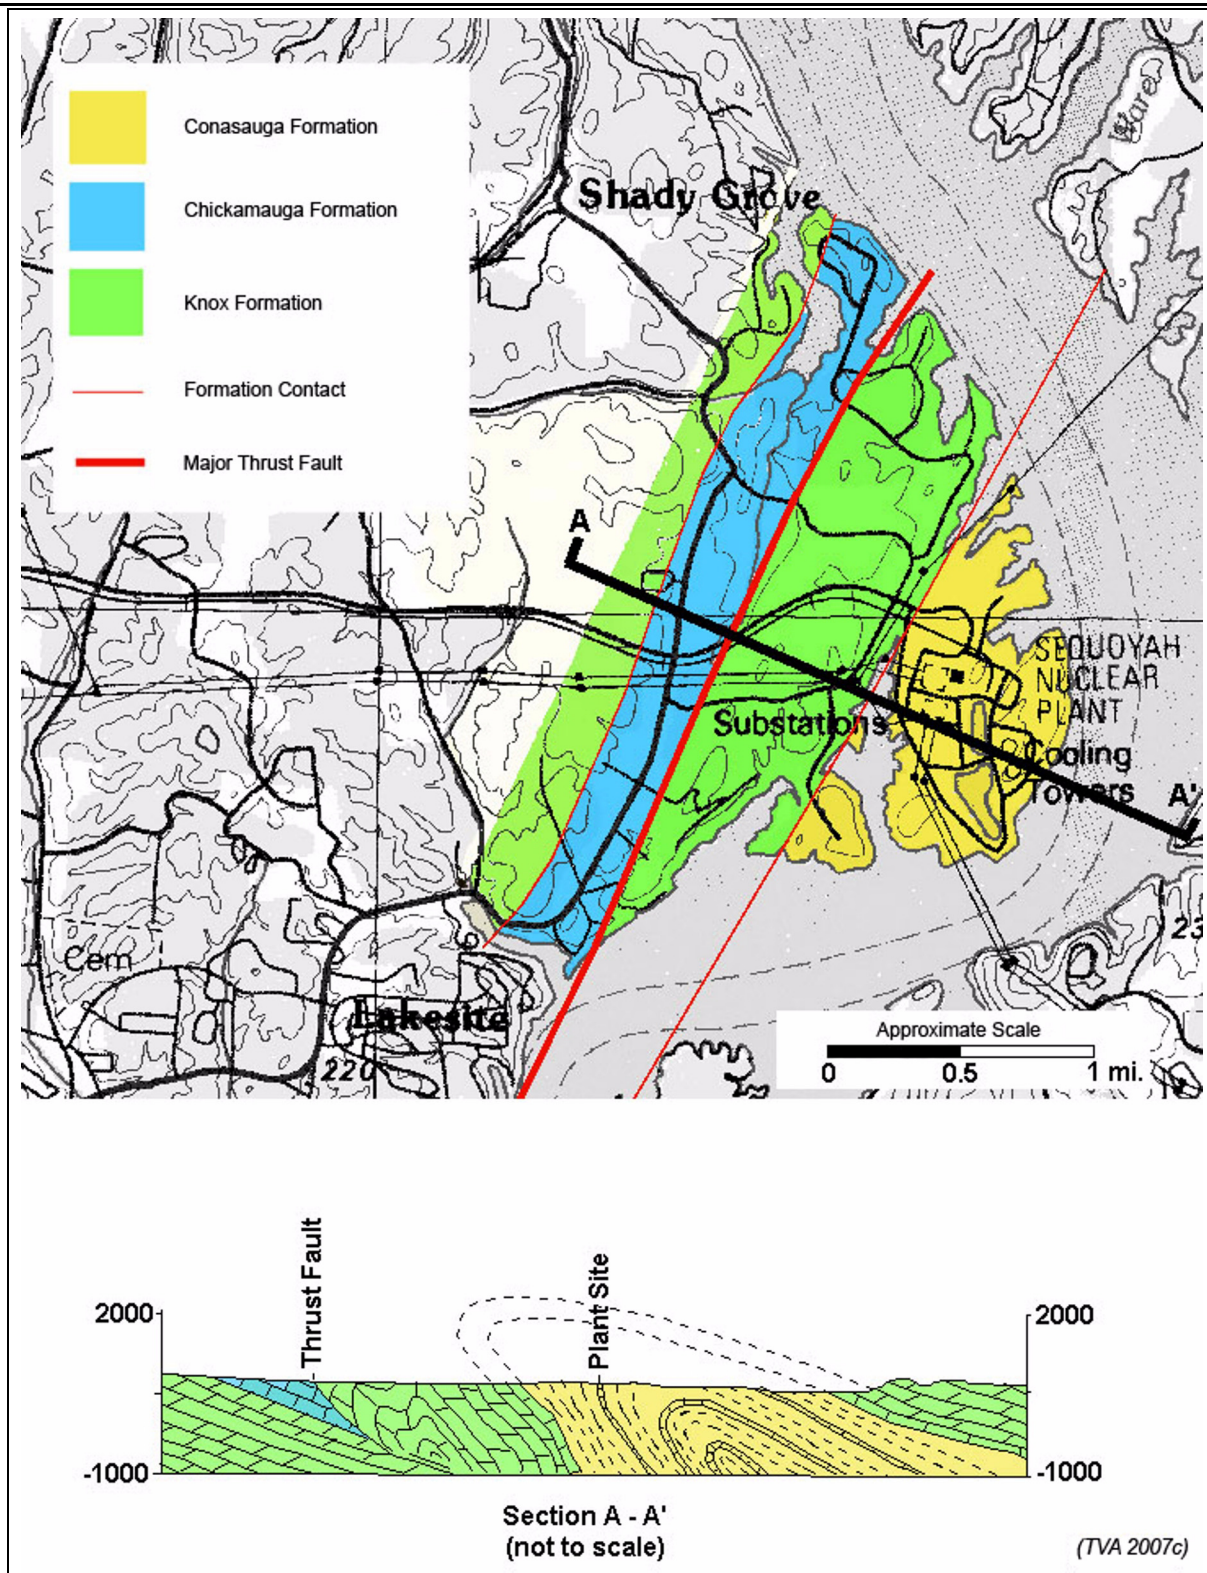 Conasauga Formation
Chickamauga Formation
Knox Formation
Formation Contact
Major Thrust Fault
Shady Grove
Ware
A
SEQUOYAH
NUCLEAR
PLANT
Substations
Cooling
Towers
A'
Cem
Lakesite
220
23
Approximate Scale
0 0.5 1 mi.
Thrust Fault
Plant Site
2000
2000
-1000
-1000
Section A - A'
(not to scale)
(TVA 2007c)